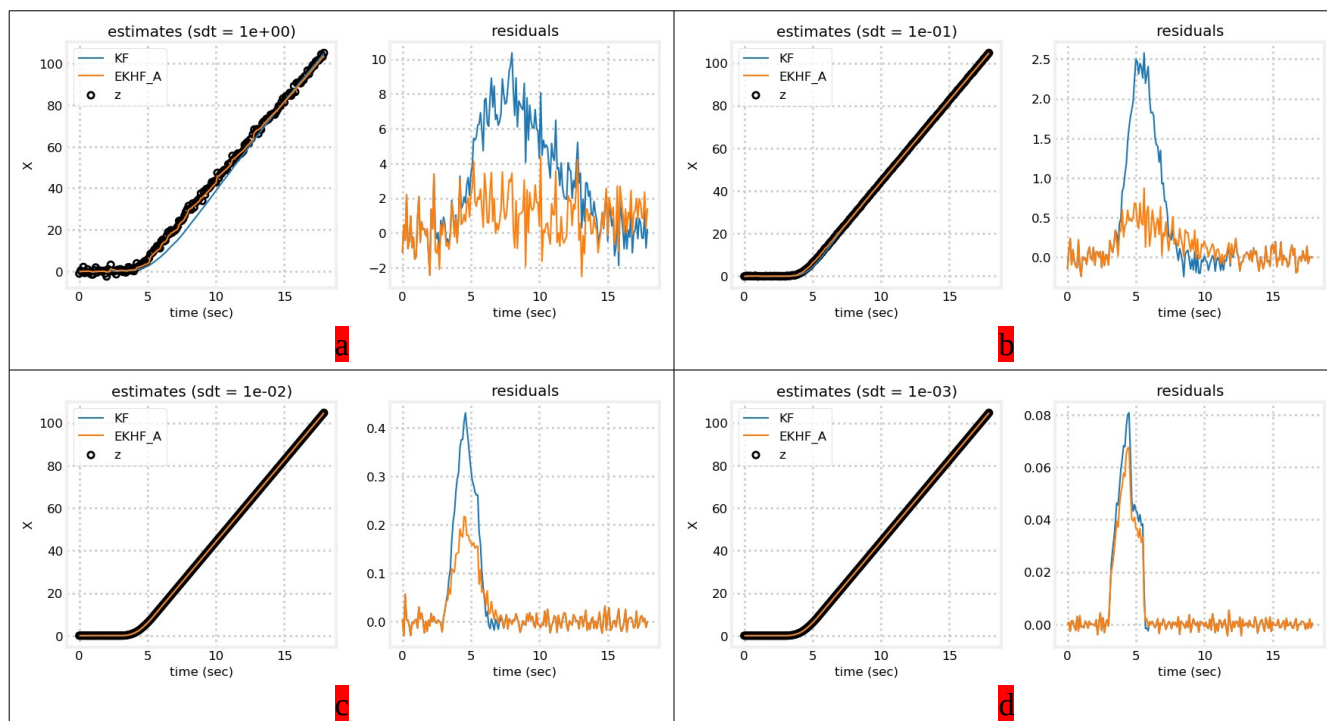 estimates (sdt = 1e+00)
KF
EKHF_A
z
100
80
60
40
20
0
X
0
5
10
15
time (sec)
residuals
10
8
6
4
2
0
−2
0
5
10
15
time (sec)
a
estimates (sdt = 1e-01)
KF
EKHF_A
z
100
80
60
40
20
0
X
0
5
10
15
time (sec)
residuals
2.5
2.0
1.5
1.0
0.5
0.0
0
5
10
15
time (sec)
b
estimates (sdt = 1e-02)
KF
EKHF_A
z
100
80
60
40
20
0
X
0
5
10
15
time (sec)
residuals
0.4
0.3
0.2
0.1
0.0
0
5
10
15
time (sec)
c
estimates (sdt = 1e-03)
KF
EKHF_A
z
100
80
60
40
20
0
X
0
5
10
15
time (sec)
residuals
0.08
0.06
0.04
0.02
0.00
0
5
10
15
time (sec)
d